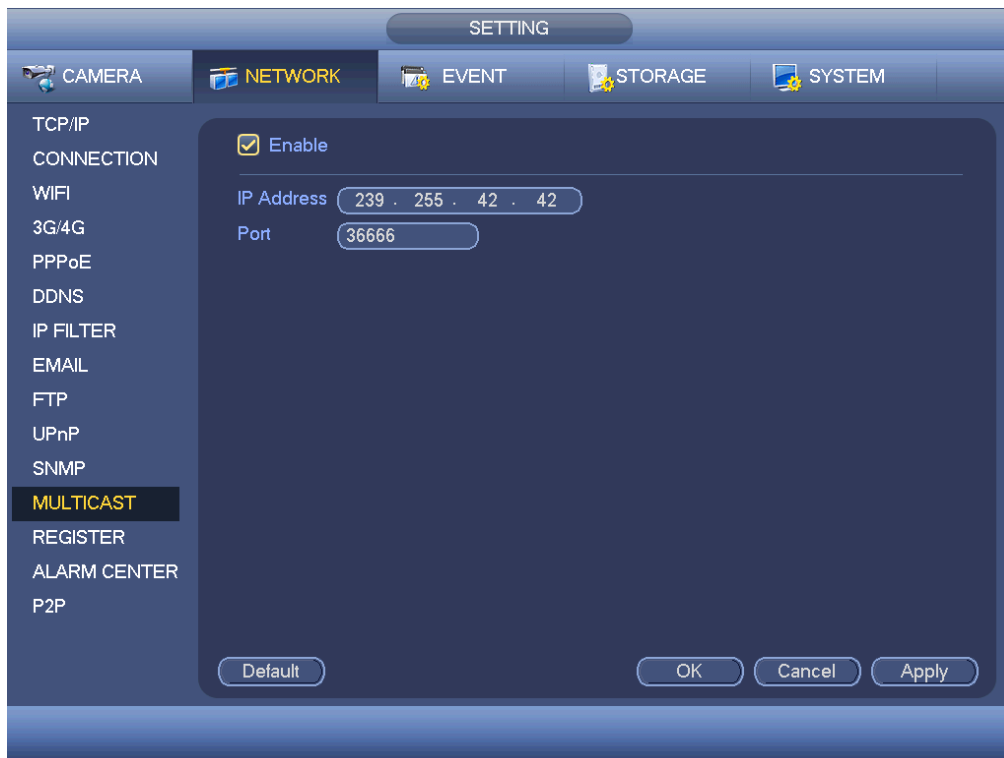 SETTING
CAMERA NETWORK EVENT STORAGE SYSTEM
TCP/IP
CONNECTION
WIFI
3G/4G
PPPoE
DDNS
IP FILTER
EMAIL
FTP
UPnP
SNMP
MULTICAST
REGISTER
ALARM CENTER
P2P
Enable
IP Address 239 . 255 . 42 . 42
Port 36666
Default OK Cancel Apply